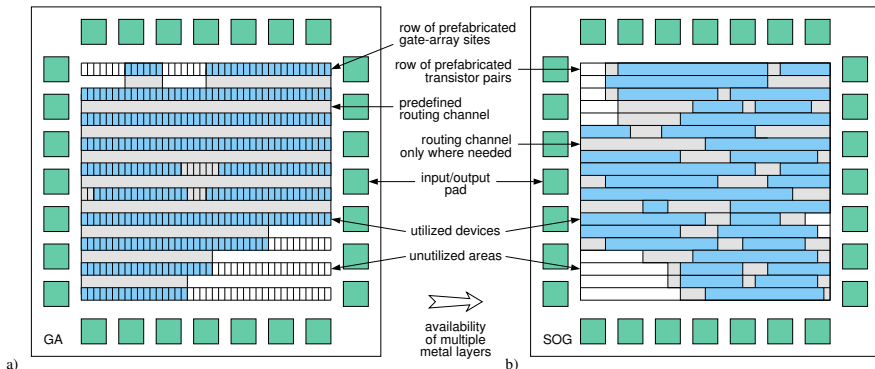 row of prefabricated
gate-array sites
row of prefabricated
transistor pairs
predefined
routing channel
routing channel
only where needed
input/output
pad
utilized devices
unutilized areas
availability
of multiple
metal layers
GA
SOG
a)
b)